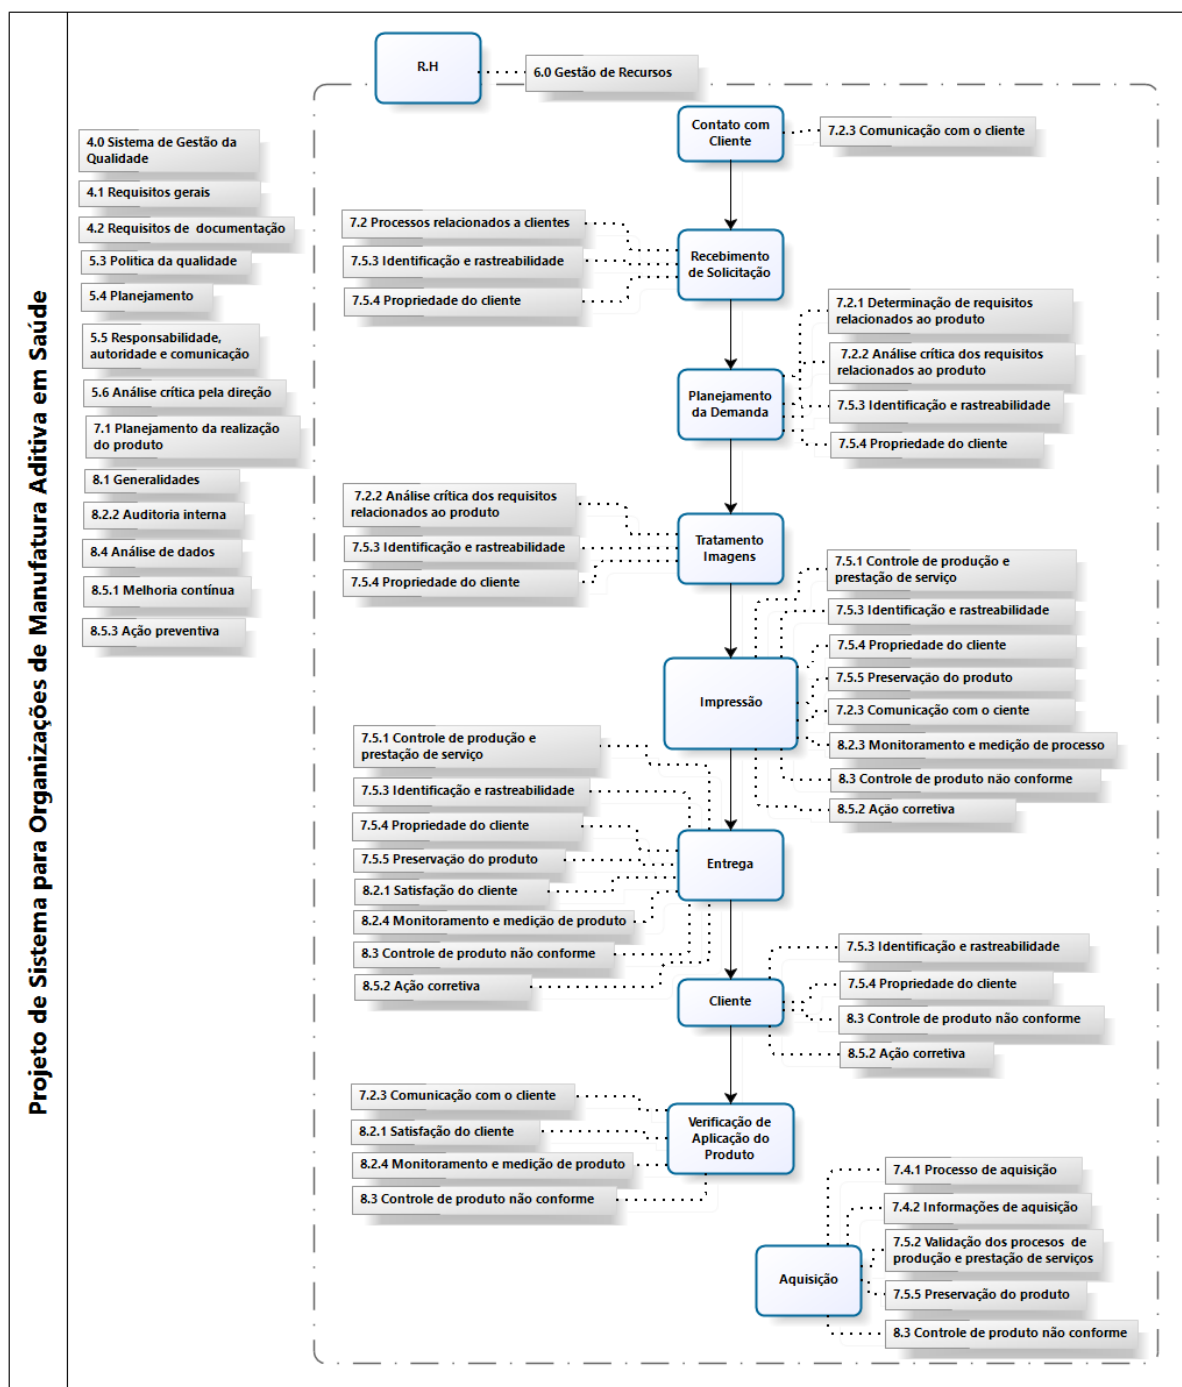 Projeto de Sistema para Organizações de Manufatura Aditiva em Saúde
R.H
6.0 Gestão de Recursos
4.0 Sistema de Gestão da
Qualidade
4.1 Requisitos gerais
4.2 Requisitos de documentação
5.3 Politica da qualidade
5.4 Planejamento
5.5 Responsabilidade,
autoridade e comunicação
5.6 Análise crítica pela direção
7.1 Planejamento da realização
do produto
8.1 Generalidades
8.2.2 Auditoria interna
8.4 Análise de dados
8.5.1 Melhoria contínua
8.5.3 Ação preventiva
Contato com
Cliente
7.2.3 Comunicação com o cliente
7.2 Processos relacionados a clientes
7.5.3 Identificação e rastreabilidade
7.5.4 Propriedade do cliente
Recebimento
de Solicitação
Planejamento
da Demanda
7.2.1 Determinação de requisitos
relacionados ao produto
7.2.2 Análise crítica dos requisitos
relacionados ao produto
7.5.3 Identificação e rastreabilidade
7.5.4 Propriedade do cliente
7.2.2 Análise crítica dos requisitos
relacionados ao produto
7.5.3 Identificação e rastreabilidade
7.5.4 Propriedade do cliente
Tratamento
Imagens
Impressão
7.5.1 Controle de produção e
prestação de serviço
7.5.3 Identificação e rastreabilidade
7.5.4 Propriedade do cliente
7.5.5 Preservação do produto
7.2.3 Comunicação com o ciente
8.2.3 Monitoramento e medição de processo
8.3 Controle de produto não conforme
8.5.2 Ação corretiva
7.5.1 Controle de produção e
prestação de serviço
7.5.3 Identificação e rastreabilidade
7.5.4 Propriedade do cliente
7.5.5 Preservação do produto
8.2.1 Satisfação do cliente
8.2.4 Monitoramento e medição de produto
8.3 Controle de produto não conforme
8.5.2 Ação corretiva
Entrega
Cliente
7.5.3 Identificação e rastreabilidade
7.5.4 Propriedade do cliente
8.3 Controle de produto não conforme
8.5.2 Ação corretiva
7.2.3 Comunicação com o cliente
8.2.1 Satisfação do cliente
8.2.4 Monitoramento e medição de produto
8.3 Controle de produto não conforme
Verificação de
Aplicação do
Produto
Aquisição
7.4.1 Processo de aquisição
7.4.2 Informações de aquisição
7.5.2 Validação dos procesos de
produção e prestação de serviços
7.5.5 Preservação do produto
8.3 Controle de produto não conforme